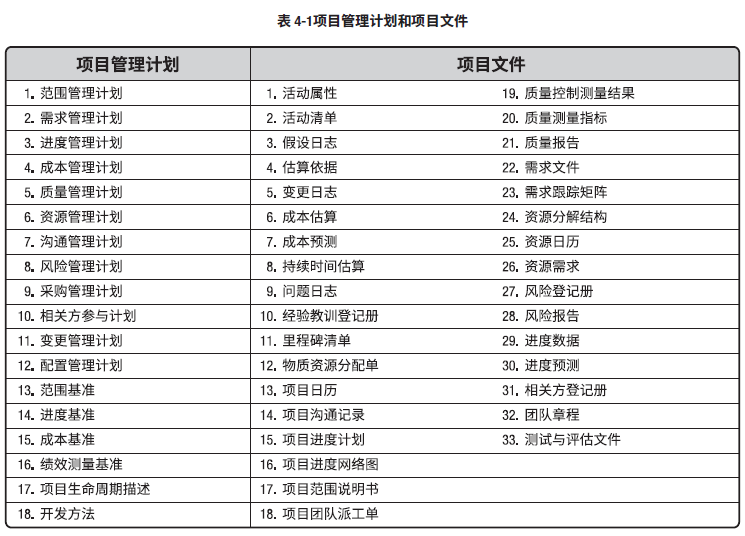 表 4-1项目管理计划和项目文件
项目管理计划 项目文件
1. 范围管理计划 1. 活动属性 19. 质量控制测量结果
2. 需求管理计划 2. 活动清单 20. 质量测量指标
3. 进度管理计划 3. 假设日志 21. 质量报告
4. 成本管理计划 4. 估算依据 22. 需求文件
5. 质量管理计划 5. 变更日志 23. 需求跟踪矩阵
6. 资源管理计划 6. 成本估算 24. 资源分解结构
7. 沟通管理计划 7. 成本预测 25. 资源日历
8. 风险管理计划 8. 持续时间估算 26. 资源需求
9. 采购管理计划 9. 问题日志 27. 风险登记册
10. 相关方参与计划 10. 经验教训登记册 28. 风险报告
11. 变更管理计划 11. 里程碑清单 29. 进度数据
12. 配置管理计划 12. 物质资源分配单 30. 进度预测
13. 范围基准 13. 项目日历 31. 相关方登记册
14. 进度基准 14. 项目沟通记录 32. 团队章程
15. 成本基准 15. 项目进度计划 33. 测试与评估文件
16. 绩效测量基准 16. 项目进度网络图
17. 项目生命周期描述 17. 项目范围说明书
18. 开发方法 18. 项目团队派工单